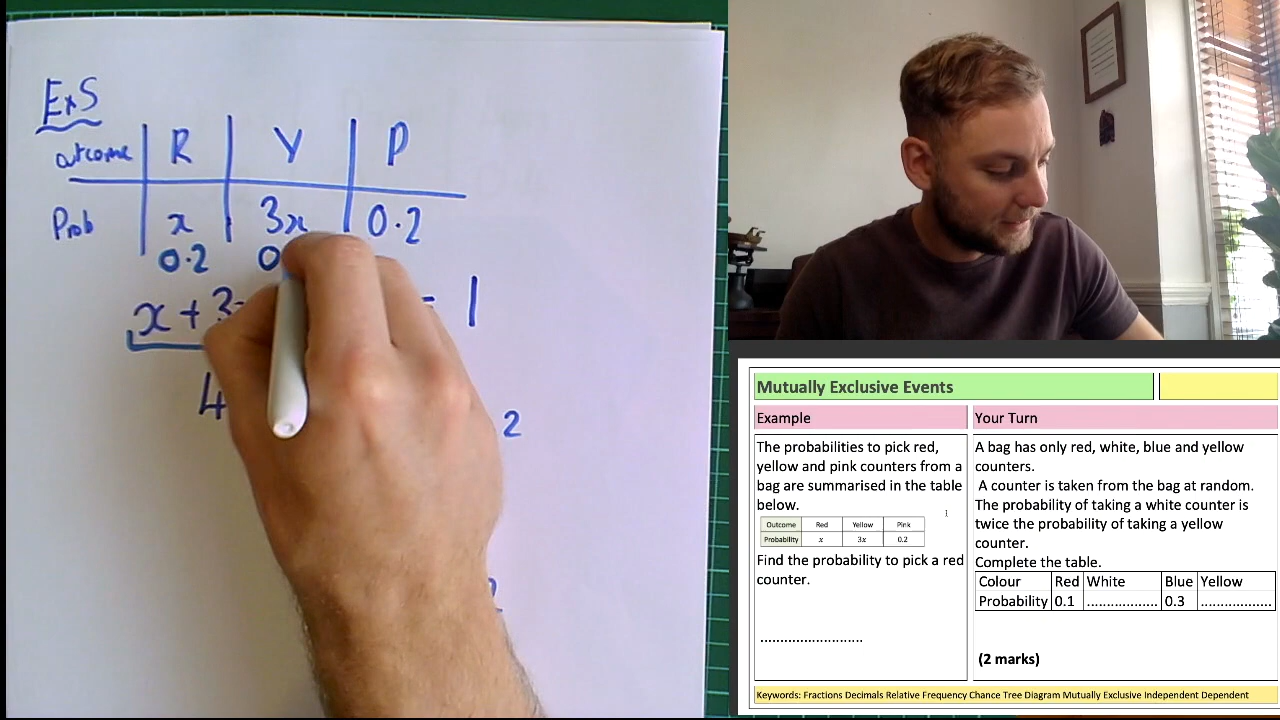 Ex5
outcome R Y P
Prob x 3x 0.2
0.2 0
x + 3 1
4
2
Mutually Exclusive Events
Example
The probabilities to pick red,
yellow and pink counters from a
bag are summarised in the table
below.
Outcome Red Yellow Pink
Probability x 3x 0.2
Find the probability to pick a red
counter.
...........................
Your Turn
A bag has only red, white, blue and yellow
counters.
A counter is taken from the bag at random.
The probability of taking a white counter is
twice the probability of taking a yellow
counter.
Complete the table.
Colour Red White Blue Yellow
Probability 0.1 .................. 0.3 ..................
(2 marks)
Keywords: Fractions Decimals Relative Frequency Chance Tree Diagram Mutually Exclusive Independent Dependent